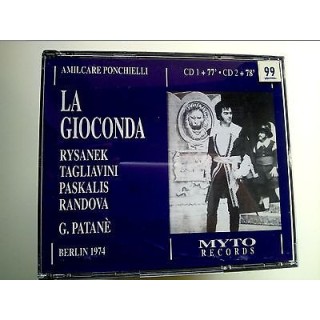 AMILCARE PONCHIELLI
CD 1 + 77' • CD 2 + 78'
99
LA
GIOCONDA
RYSANEK
TAGLIAVINI
PASKALIS
RANDOVA
G. PATANÈ
BERLIN 1974
MYTO
RECORDS